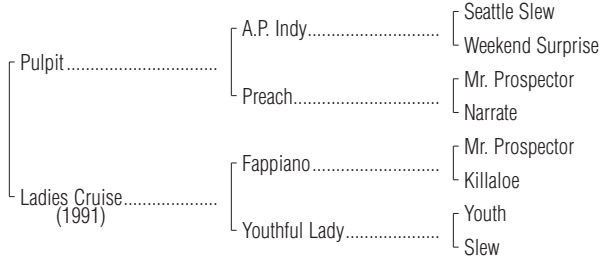 Seattle Slew
A.P. Indy................................
Weekend Surprise
Pulpit ................................
Mr. Prospector
Preach...................................
Narrate
Mr. Prospector
Fappiano...............................
Killaloe
Ladies Cruise....................
(1991)
Youth
Youthful Lady....................
Slew